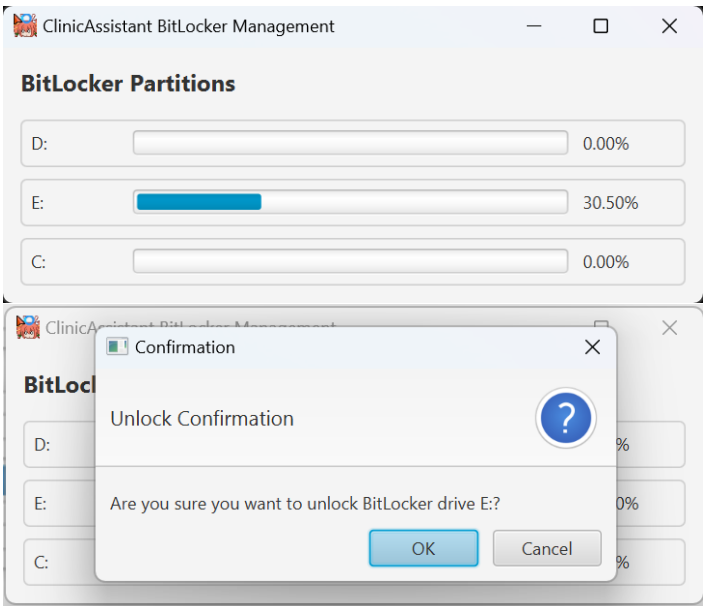 ClinicAssistant BitLocker Management
BitLocker Partitions
D:
0.00%
E:
30.50%
C:
0.00%
Confirmation
Unlock Confirmation
D:
%
E:
0%
Are you sure you want to unlock BitLocker drive E:?
OK
Cancel
C:
%